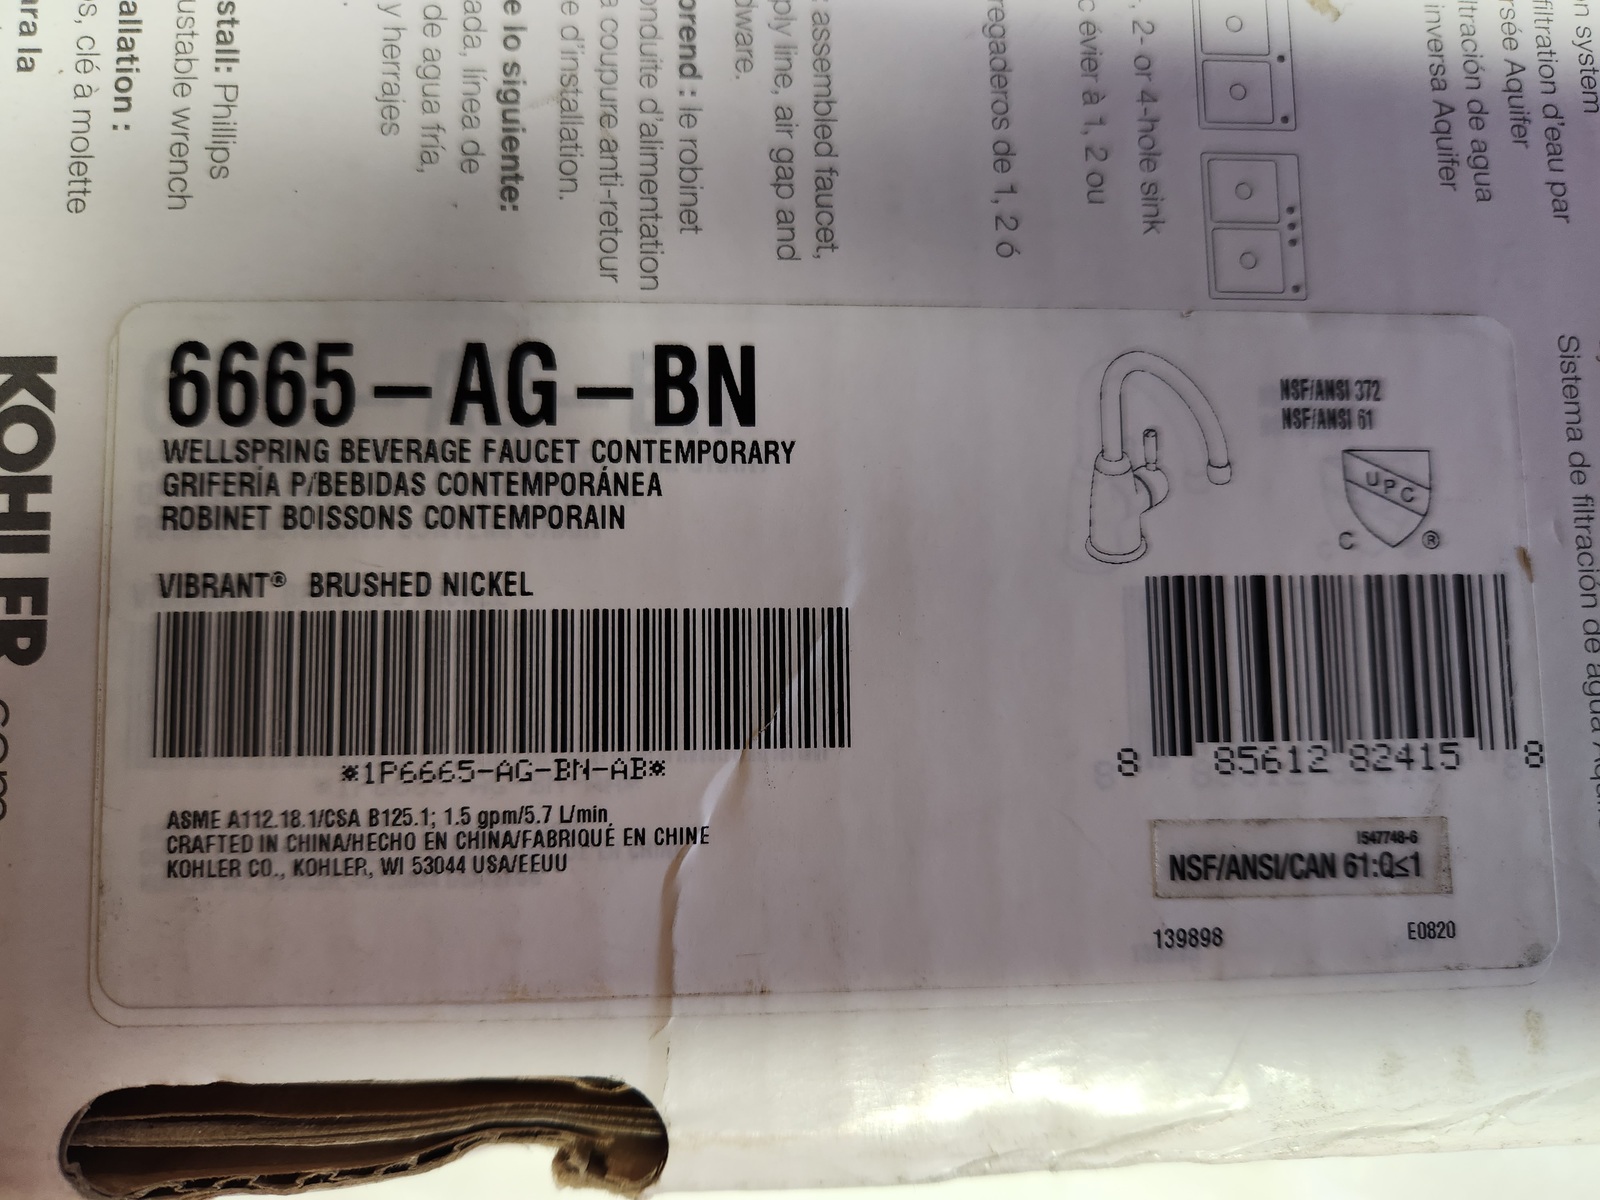 6665-AG-BN
WELLSPRING BEVERAGE FAUCET CONTEMPORARY
GRIFERÍA P/BEBIDAS CONTEMPORÁNEA
ROBINET BOISSONS CONTEMPORAIN
VIBRANT® BRUSHED NICKEL
*1P6665-AG-BN-AB*
ASME A112.18.1/CSA B125.1; 1.5 gpm/5.7 L/min.
CRAFTED IN CHINA/HECHO EN CHINA/FABRIQUÉ EN CHINE
KOHLER CO., KOHLER, WI 53044 USA/EEUU
NSF/ANSI 372
NSF/ANSI 61
UPC
C ®
8 85612 82415 8
1547748-6
NSF/ANSI/CAN 61:Q≤1
139898 E0820
n system
filtration d'eau par
rsée Aquifer
ltración de agua
inversa Aquifer
Sistema de filtración de agua
, 2- or 4-hole sink
c évier à 1, 2 ou
regaderos de 1, 2 ó
: assembled faucet,
ply line, air gap and
dware.
prend : le robinet
onduite d'alimentation
a coupure anti-retour
e d'installation.
e lo siguiente:
ada, línea de
de agua fría,
y herrajes
stall: Phillips
ustable wrench
allation :
s, clé à molette
ara la
KOHLER.com